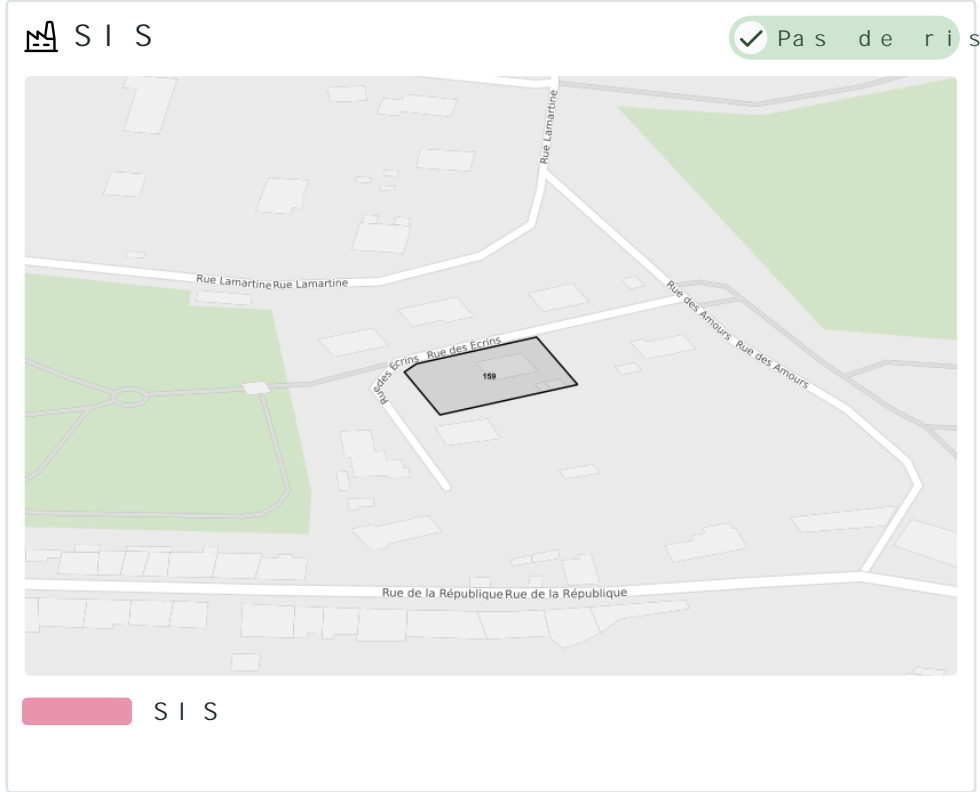 SIS
Pas de ris
Rue Lamartine
Rue Lamartine Rue Lamartine
Rue des Amours
Rue des Amours
Rue des Écrins
Rue des Écrins
159
Rue de la République Rue de la République
SIS